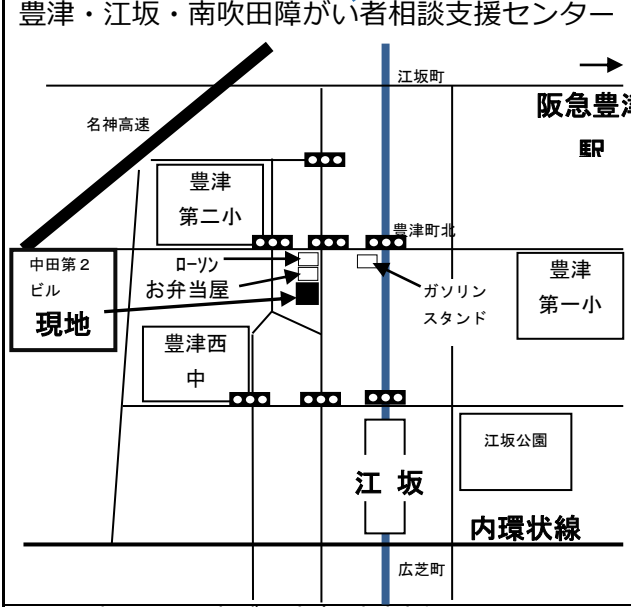 豊津・江坂・南吹田障がい者相談支援センター
江坂町
阪急豊津
駅
名神高速
豊津
第二小
豊津町北
中田第２
ビル
現地
ﾛｰｿﾝ
お弁当屋
ガソリン
スタンド
豊津
第一小
豊津西
中
江坂公園
江 坂
内環状線
広芝町